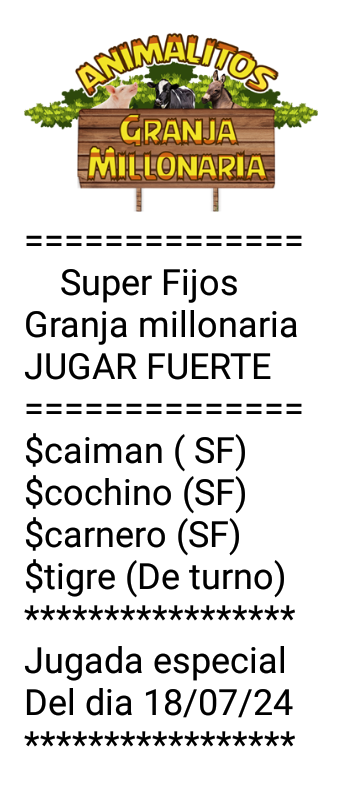 ANIMALITOS
GRANJA
MILLONARIA
==============
Super Fijos
Granja millonaria
JUGAR FUERTE
==============
$caiman ( SF)
$cochino (SF)
$carnero (SF)
$tigre (De turno)
*****************
Jugada especial
Del dia 18/07/24
*****************